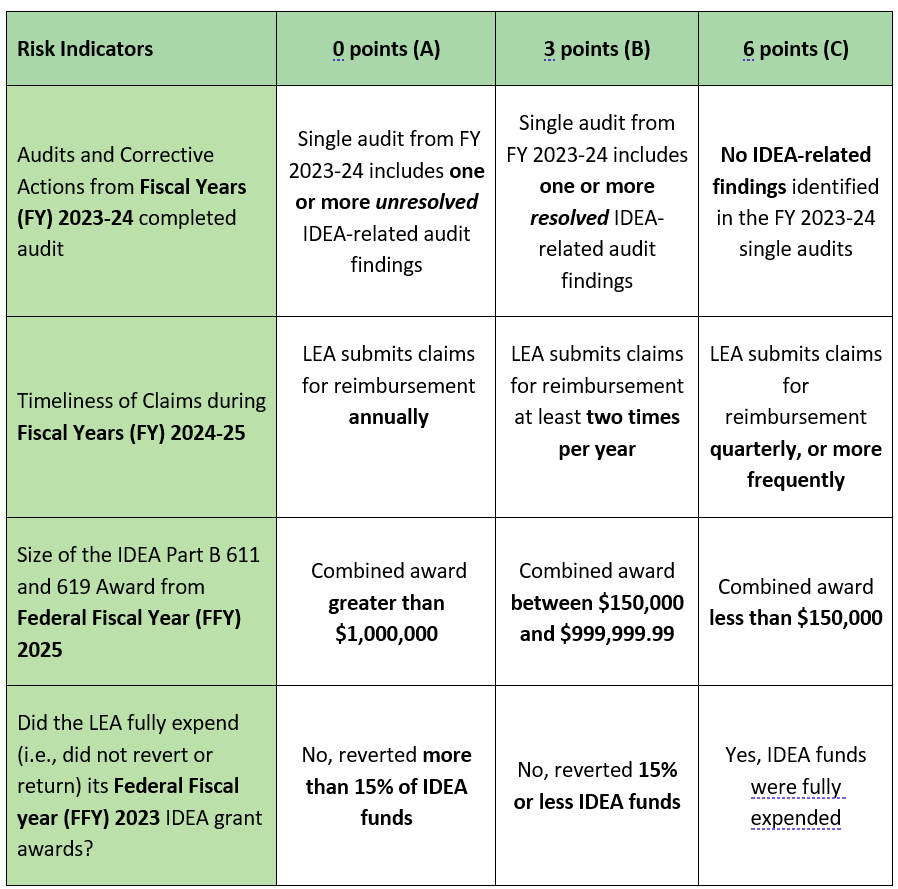 Risk Indicators
0 points (A)
3 points (B)
6 points (C)
Audits and Corrective
Actions from Fiscal Years
(FY) 2023-24 completed
audit
Single audit from FY
2023-24 includes one
or more unresolved
IDEA-related audit
findings
Single audit from
FY 2023-24 includes
one or more
resolved IDEA-
related audit
findings
No IDEA-related
findings identified
in the FY 2023-24
single audits
Timeliness of Claims during
Fiscal Years (FY) 2024-25
LEA submits claims
for reimbursement
annually
LEA submits claims
for reimbursement
at least two times
per year
LEA submits claims
for
reimbursement
quarterly, or more
frequently
Size of the IDEA Part B 611
and 619 Award from
Federal Fiscal Year (FFY)
2025
Combined award
greater than
$1,000,000
Combined award
between $150,000
and $999,999.99
Combined award
less than $150,000
Did the LEA fully expend
(i.e., did not revert or
return) its Federal Fiscal
year (FFY) 2023 IDEA grant
awards?
No, reverted more
than 15% of IDEA
funds
No, reverted 15%
or less IDEA funds
Yes, IDEA funds
were fully
expended